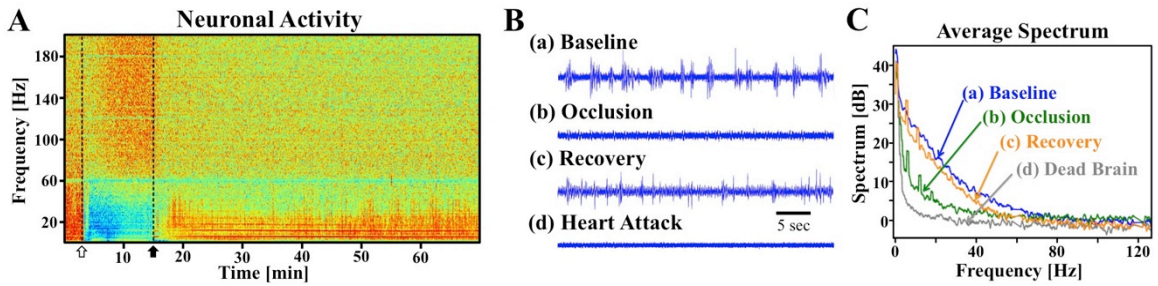 A
Neuronal Activity
Frequency [Hz]
180
140
100
60
20
10
20
30
40
50
60
Time [min]
B
(a) Baseline
(b) Occlusion
(c) Recovery
(d) Heart Attack
5 sec
C
Average Spectrum
Spectrum [dB]
40
30
20
10
0
(a) Baseline
(b) Occlusion
(c) Recovery
(d) Dead Brain
0
40
80
120
Frequency [Hz]